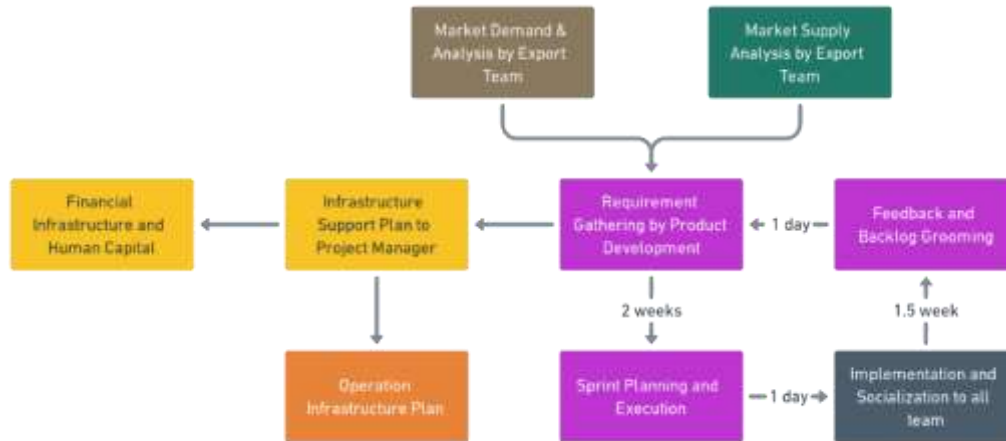 Market Demand &
Analysis by Export
Team
Market Supply
Analysis by Export
Team
Financial
Infrastructure and
Human Capital
Infrastructure
Support Plan to
Project Manager
Requirement
Gathering by Product
Development
1 day
Feedback and
Backlog Grooming
2 weeks
1.5 week
Operation
Infrastructure Plan
Sprint Planning and
Execution
1 day
Implementation and
Socialization to all
team